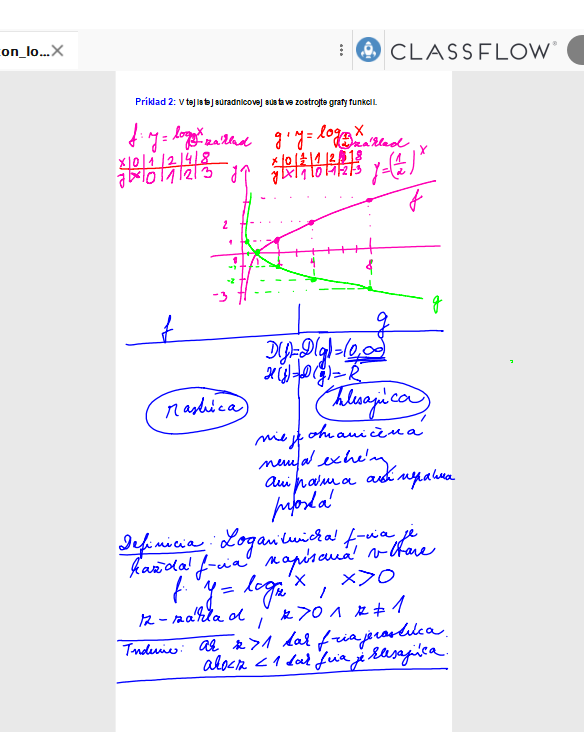 on_lo...
CLASSFLOW
Príklad 2: V tej istej súradnicovej sústave zostrojte grafy funkcií.
f: y = log₂ x základ
g: y = log½ x základ
x | 0 | 1 | 2 | 4 | 8
y | x | 0 | 1 | 2 | 3
x | 0 | ½ | 1 | 2 | 8
y | x | 1 | 0 | -1 | -2 | -3
y = (1/2)^x
y
f
2
1
4
8
-2
-3
g
f
g
D(f)=D(g)=(0,∞)
H(f)=D(g)=R
rastúca
klesajúca
nie je ohraničená
nemá extrém
ani párna ani nepárna
prostá
Definícia: Logaritmická f-cia je
každá f-cia napísaná v tvare
f: y = log_z x , x>0
z - základ , z>0 ∧ z ≠ 1
ak z >1 tak f-cia je rastúca.
ak 0<z < 1 tak f-cia je klesajúca.